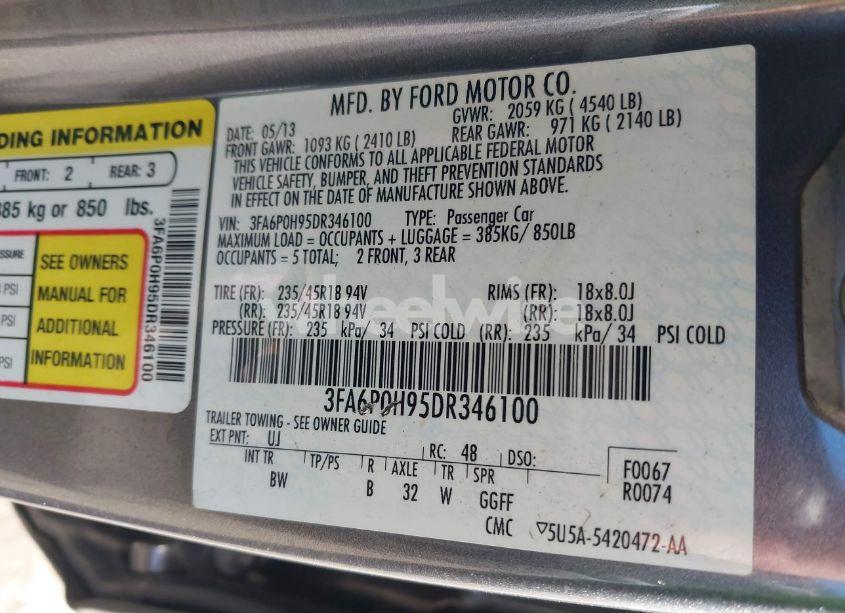 DING INFORMATION
FRONT: 2 REAR: 3
385 kg or 850 lbs.
SEE OWNERS
MANUAL FOR
ADDITIONAL
INFORMATION
PSI
PSI
PSI
3FA6P0H95DR346100
MFD. BY FORD MOTOR CO.
DATE: 05/13 GVWR: 2059 KG ( 4540 LB)
FRONT GAWR: 1093 KG ( 2410 LB) REAR GAWR: 971 KG ( 2140 LB)
THIS VEHICLE CONFORMS TO ALL APPLICABLE FEDERAL MOTOR
VEHICLE SAFETY, BUMPER, AND THEFT PREVENTION STANDARDS
IN EFFECT ON THE DATE OF MANUFACTURE SHOWN ABOVE.
VIN: 3FA6P0H95DR346100 TYPE: Passenger Car
MAXIMUM LOAD = OCCUPANTS + LUGGAGE = 385KG/ 850LB
OCCUPANTS = 5 TOTAL; 2 FRONT, 3 REAR
TIRE (FR): 235/45R18 94V RIMS (FR): 18x8.0J
(RR): 235/45R18 94V (RR): 18x8.0J
PRESSURE (FR): 235 kPa/ 34 PSI COLD (RR): 235 kPa/ 34 PSI COLD
3FA6P0H95DR346100
TRAILER TOWING - SEE OWNER GUIDE
EXT PNT: UJ RC: 48 DSO:
INT TR TP/PS R AXLE TR SPR F0067
BW B 32 W GGFF R0074
CMC ▽5U5A-5420472-AA